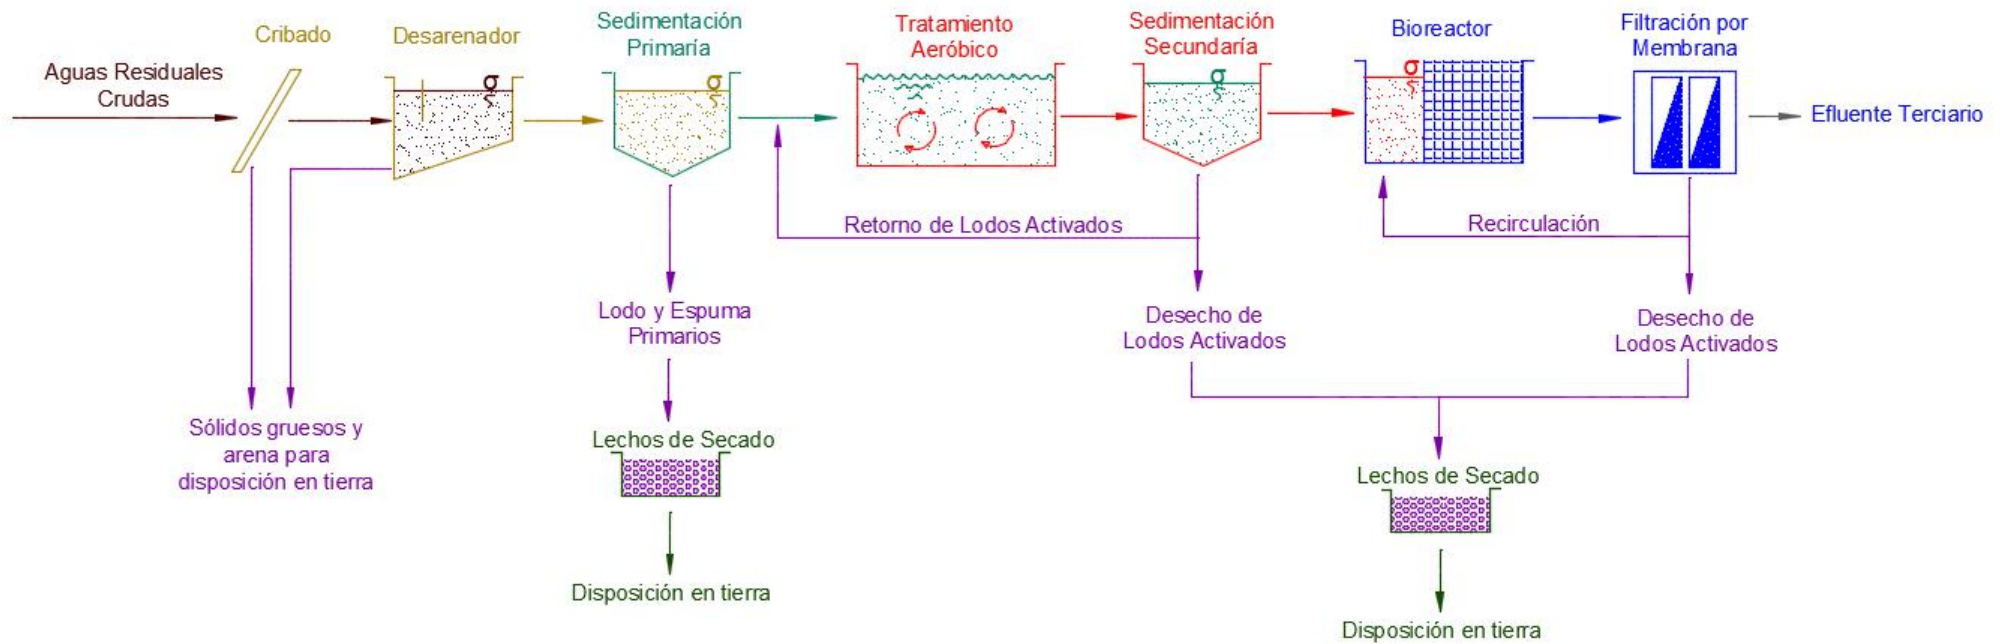 Aguas Residuales
Crudas
Cribado
Desarenador
Sedimentación
Primaría
Tratamiento
Aeróbico
Sedimentación
Secundaría
Bioreactor
Filtración por
Membrana
Efluente Terciario
Retorno de Lodos Activados
Recirculación
Lodo y Espuma
Primarios
Desecho de
Lodos Activados
Desecho de
Lodos Activados
Sólidos gruesos y
arena para
disposición en tierra
Lechos de Secado
Lechos de Secado
Disposición en tierra
Disposición en tierra